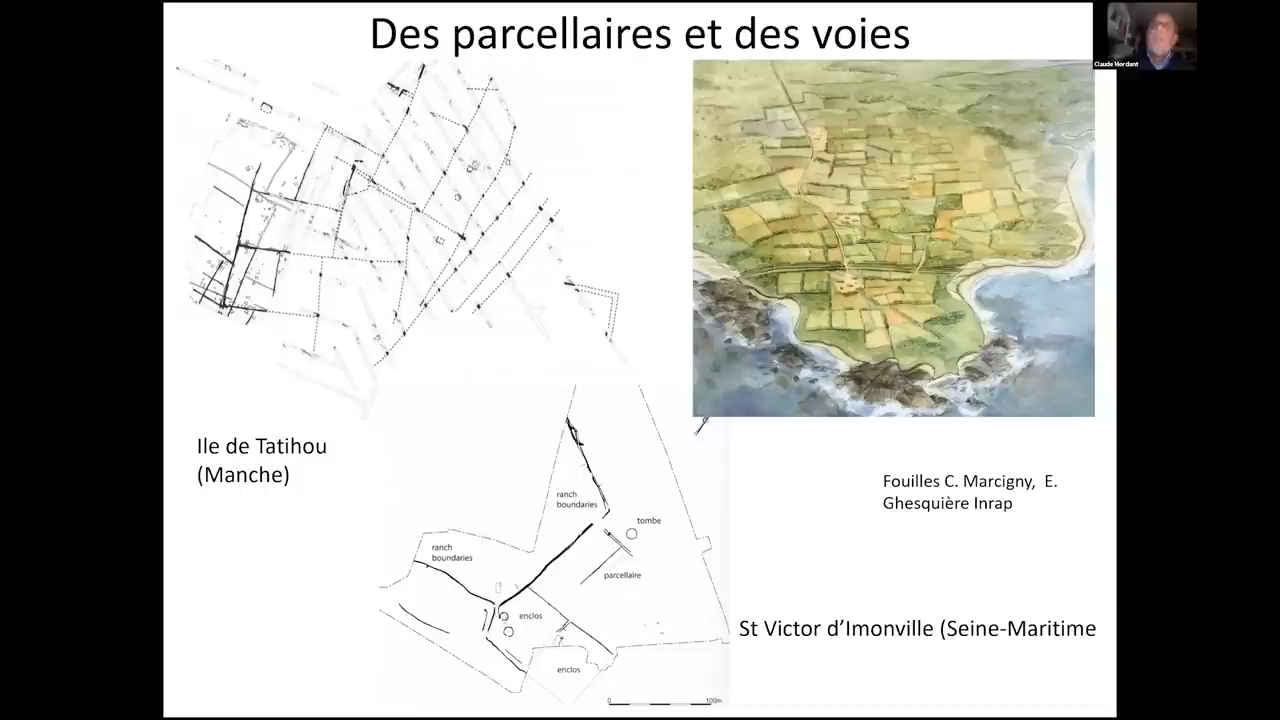 Des parcellaires et des voies
Claude Mordant
Ile de Tatihou
(Manche)
Fouilles C. Marcigny, E.
Ghesquière Inrap
ranch
boundaries
tombe
ranch
boundaries
parcellaire
enclos
St Victor d’Imonville (Seine-Maritime
enclos
0
100m